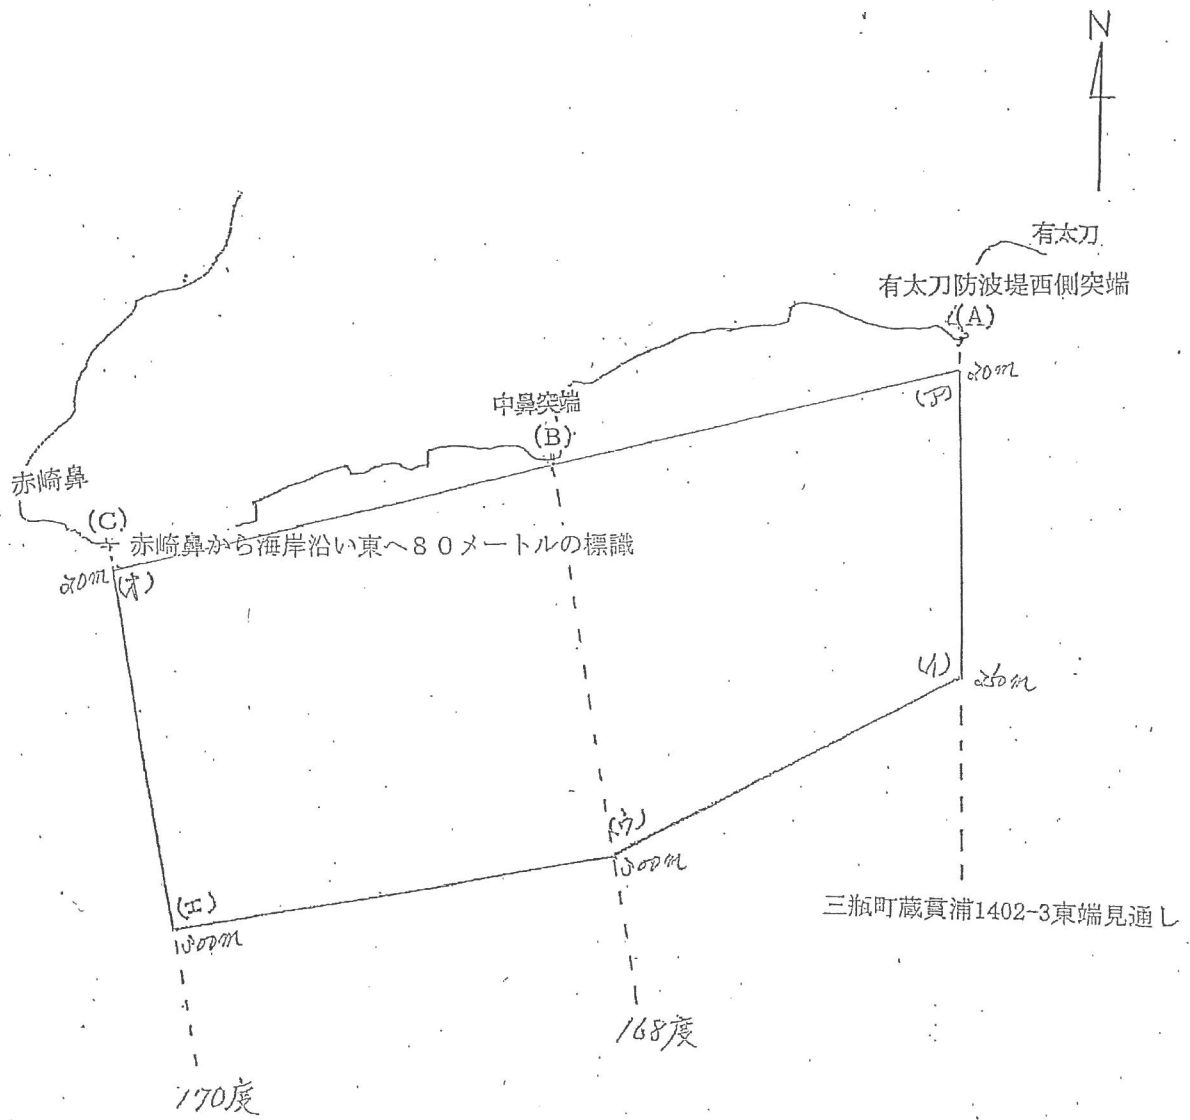 N
有太刀
有太刀防波堤西側突端
(A)
20m
(ア)
中鼻突端
(B)
赤崎鼻
(C)
赤崎鼻から海岸沿い東へ80メートルの標識
20m
(オ)
(イ)
250m
(ウ)
300m
(エ)
300m
三瓶町蔵貫浦1402-3東端見通し
168度
170度